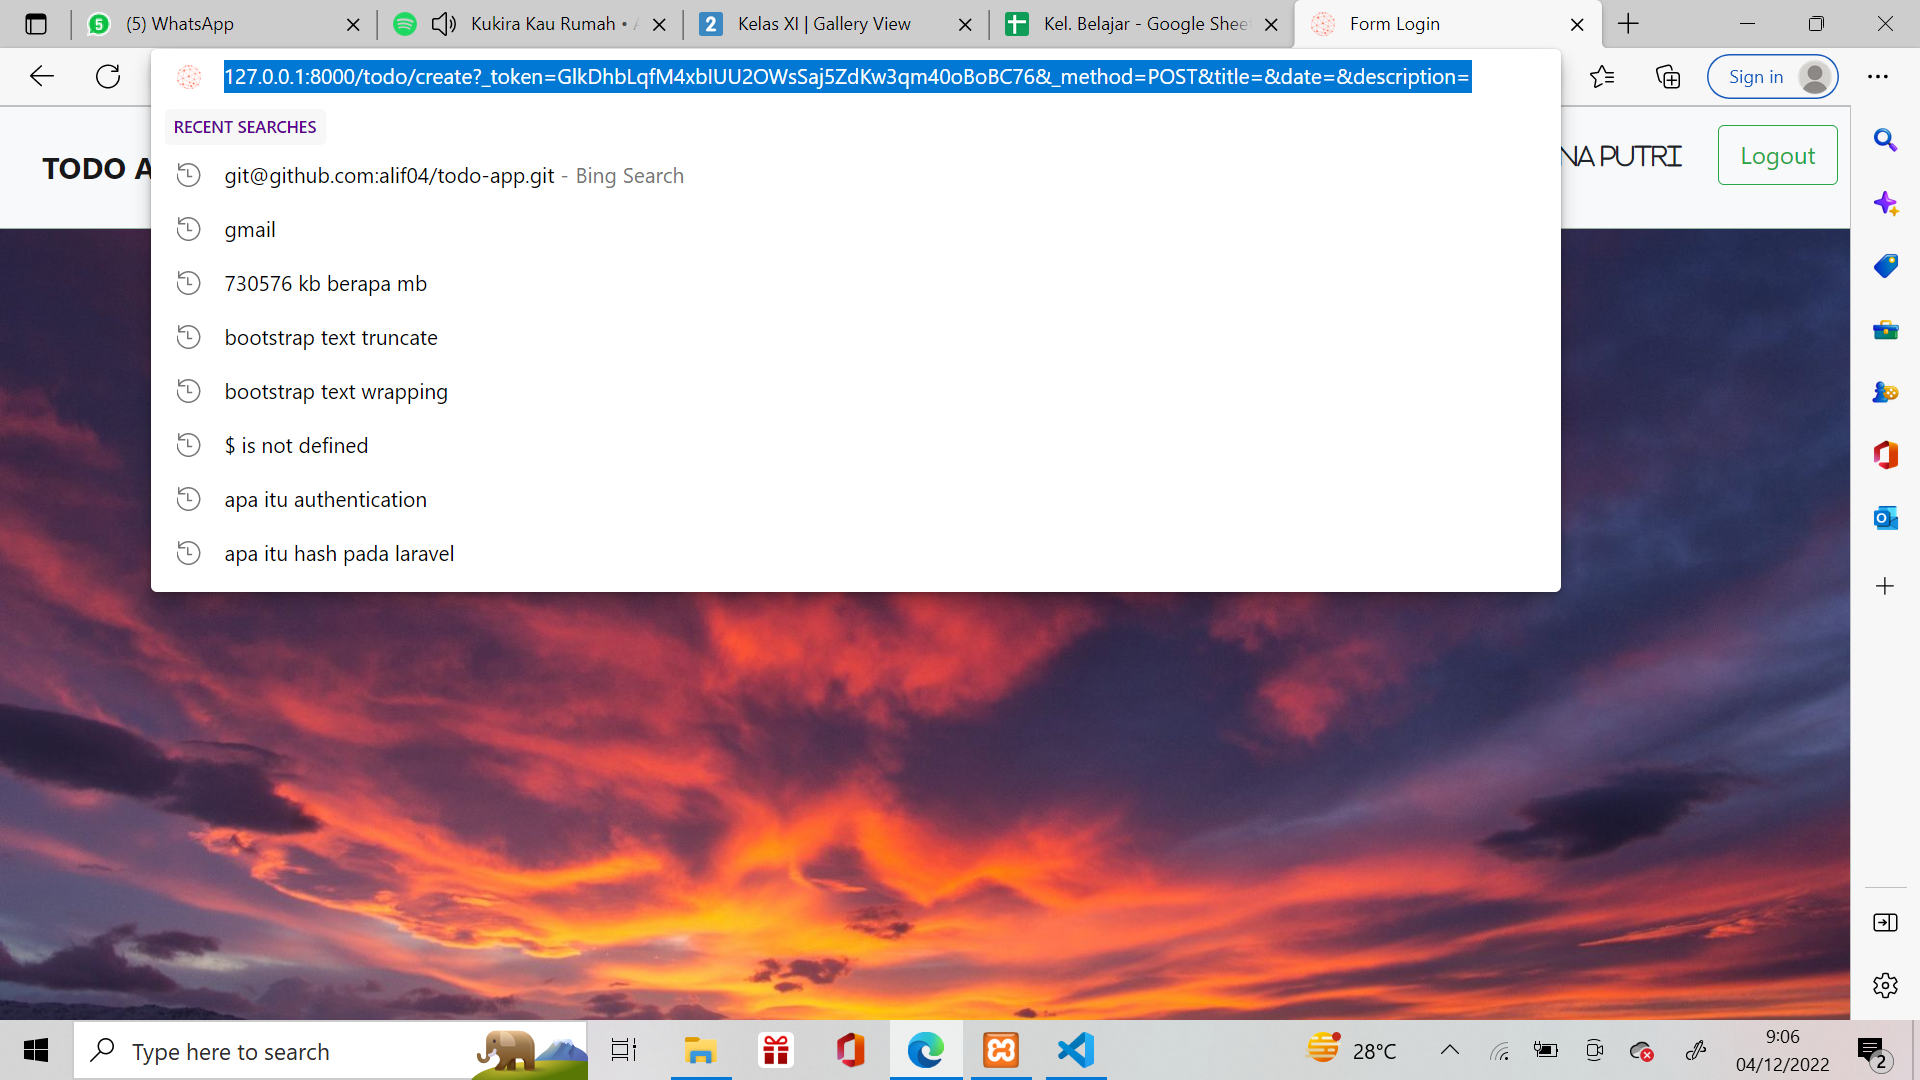 5 (5) WhatsApp
Kukira Kau Rumah •
2 Kelas XI | Gallery View
Kel. Belajar - Google Shee
Form Login
127.0.0.1:8000/todo/create?_token=GlkDhbLqfM4xbIUU2OWsSaj5ZdKw3qm40oBoBC76&_method=POST&title=&date=&description=
Sign in
RECENT SEARCHES
TODO A
NA PUTRI
Logout
git@github.com:alif04/todo-app.git - Bing Search
gmail
730576 kb berapa mb
bootstrap text truncate
bootstrap text wrapping
$ is not defined
apa itu authentication
apa itu hash pada laravel
Type here to search
28°C
9:06
04/12/2022
2